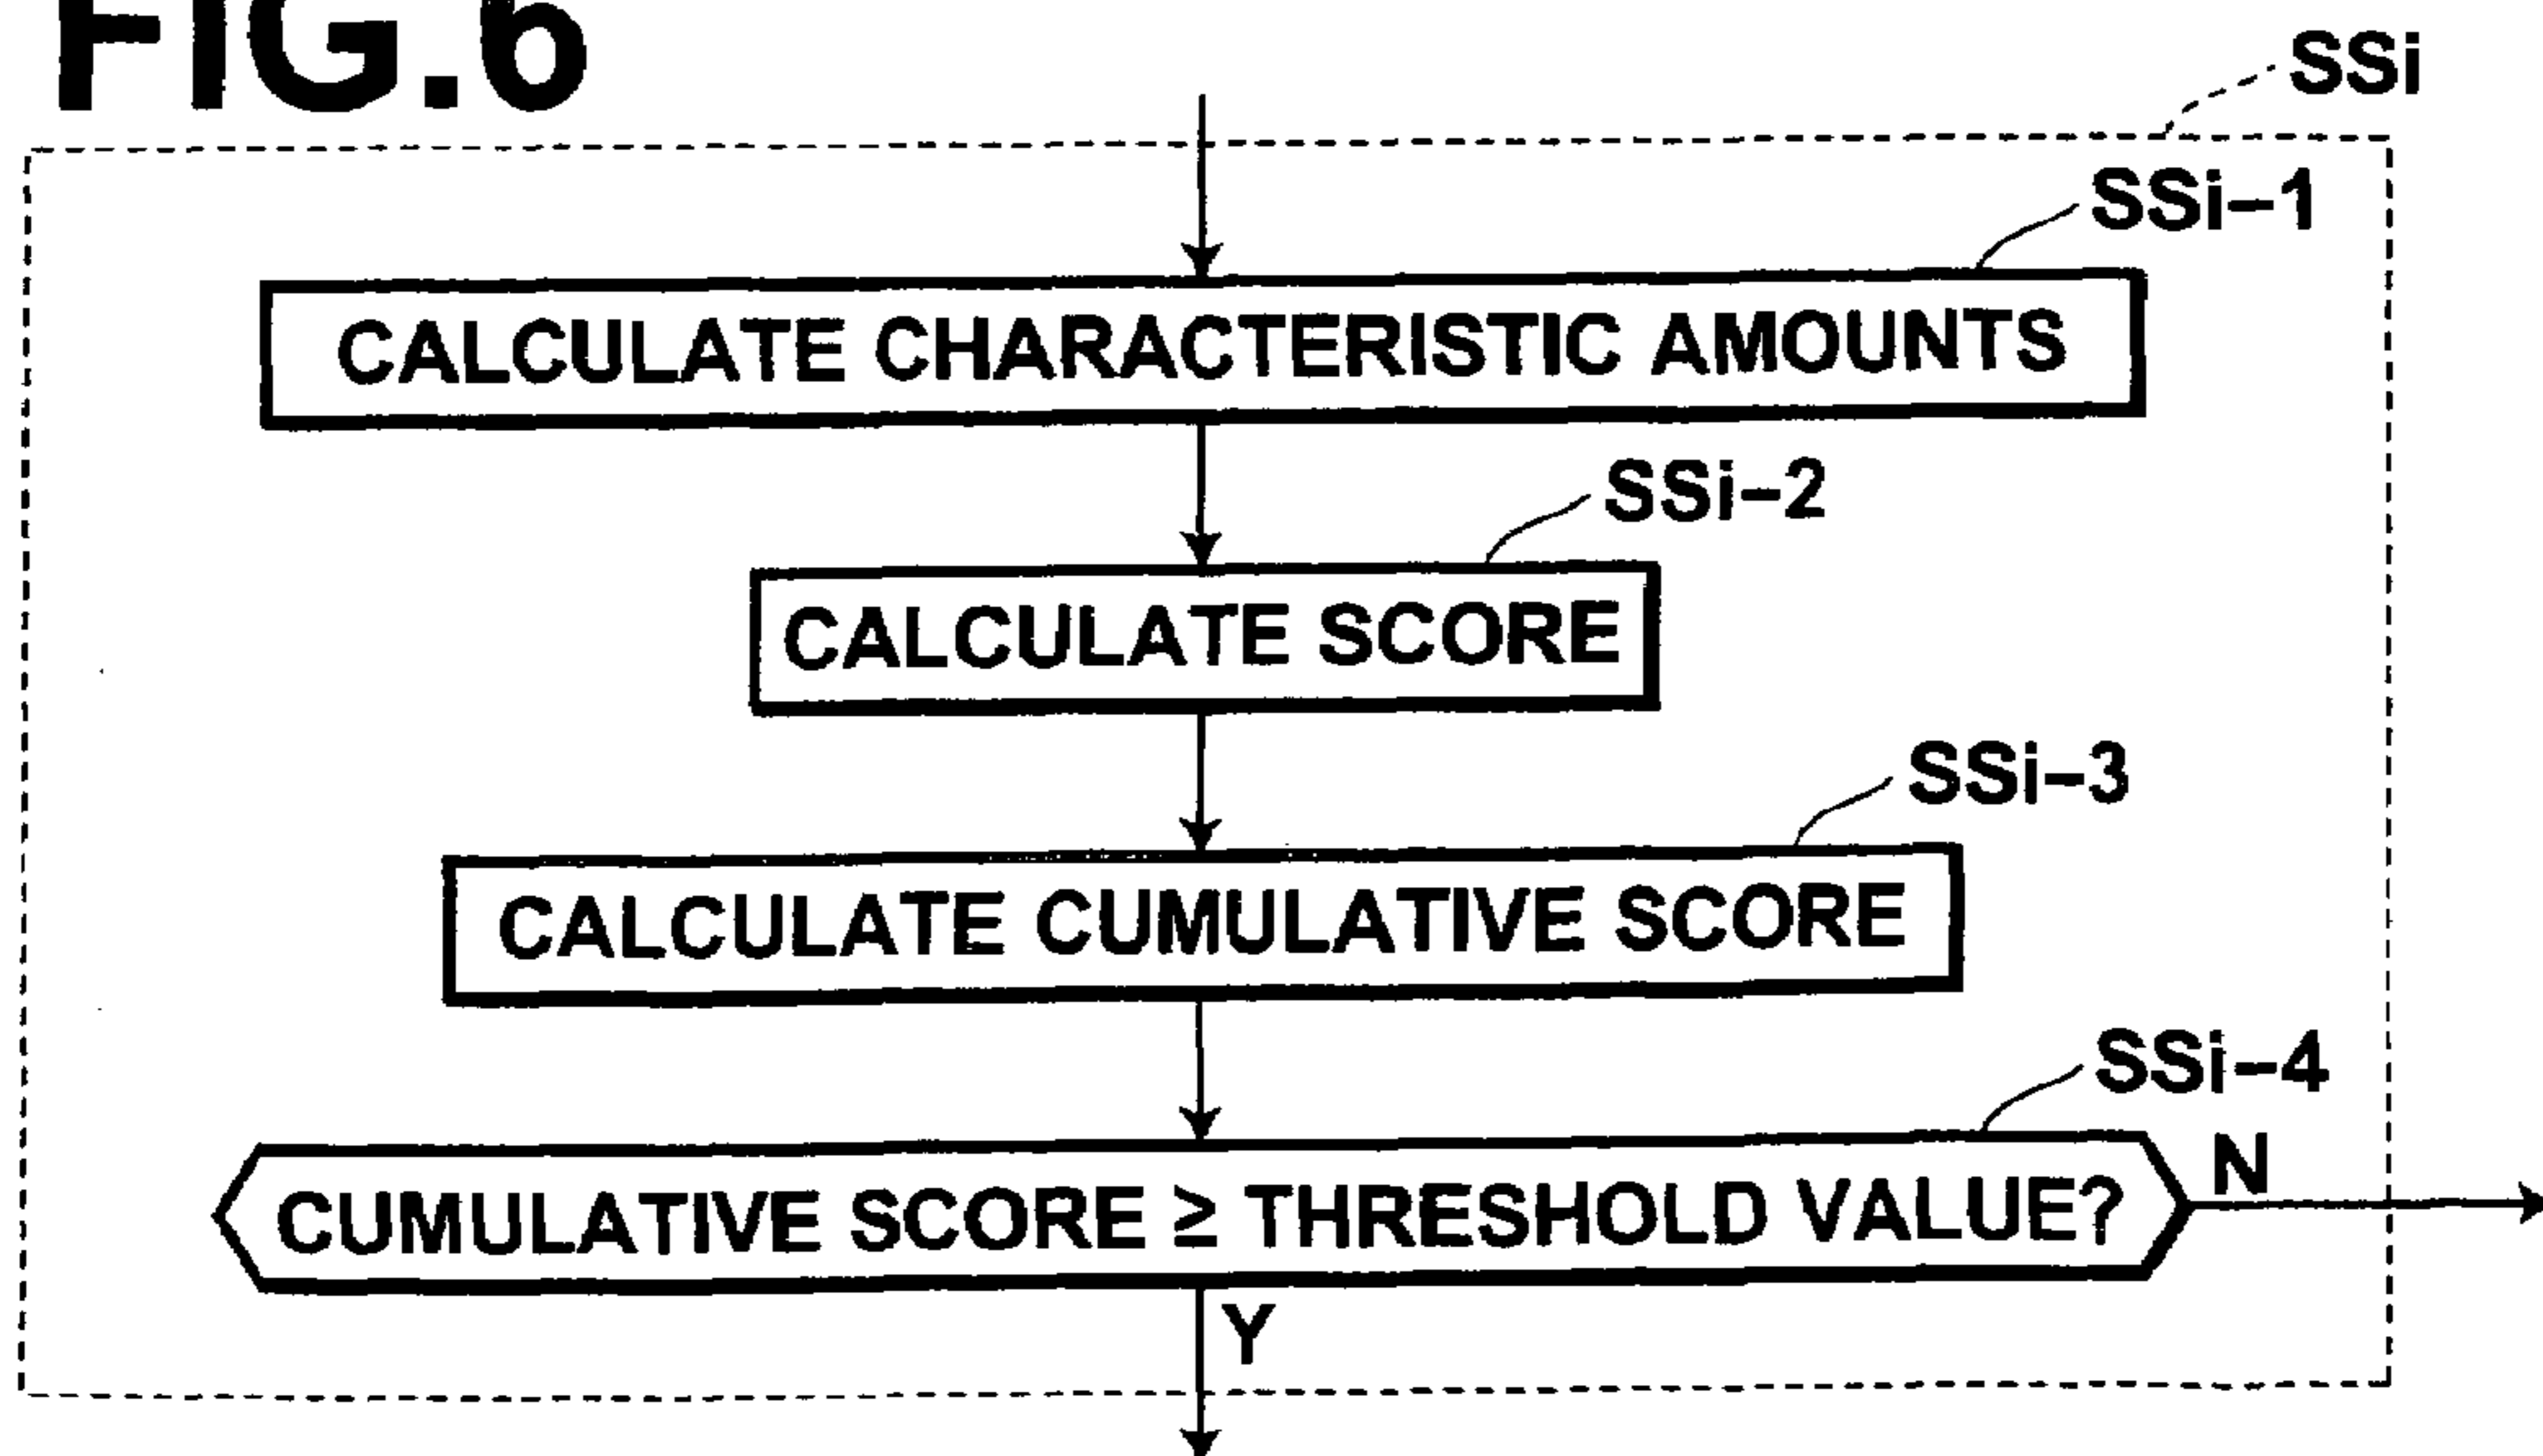 FIG.6
SSi
SSi-1
CALCULATE CHARACTERISTIC AMOUNTS
SSi-2
CALCULATE SCORE
SSi-3
CALCULATE CUMULATIVE SCORE
SSi-4
CUMULATIVE SCORE ≥ THRESHOLD VALUE?
N
Y